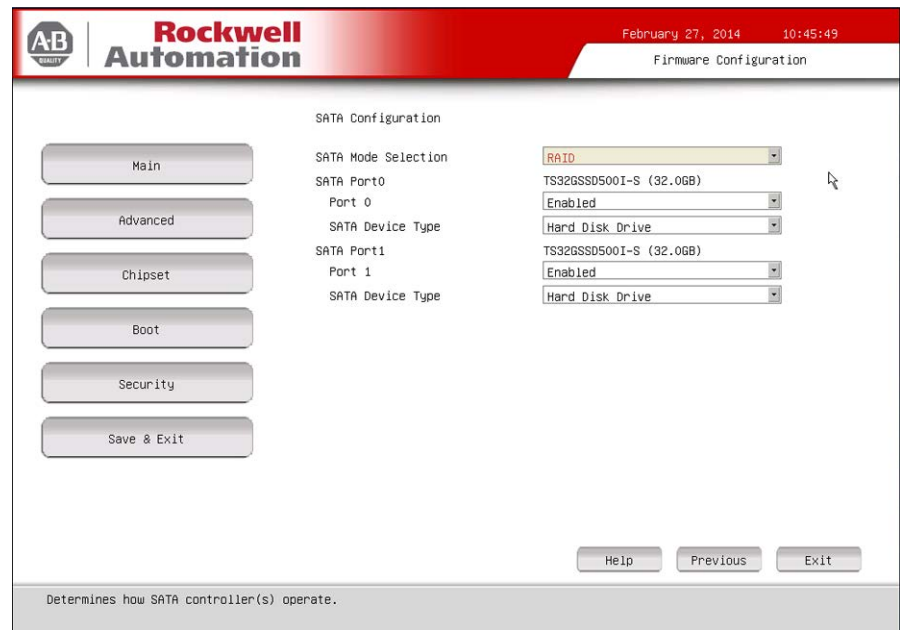 A·B
QUALITY
Rockwell
Automation
February 27, 2014 10:45:49
Firmware Configuration
Main
Advanced
Chipset
Boot
Security
Save & Exit
SATA Configuration
SATA Mode Selection RAID
SATA Port0 TS32GSSD500I-S (32.0GB)
Port 0 Enabled
SATA Device Type Hard Disk Drive
SATA Port1 TS32GSSD500I-S (32.0GB)
Port 1 Enabled
SATA Device Type Hard Disk Drive
Help Previous Exit
Determines how SATA controller(s) operate.